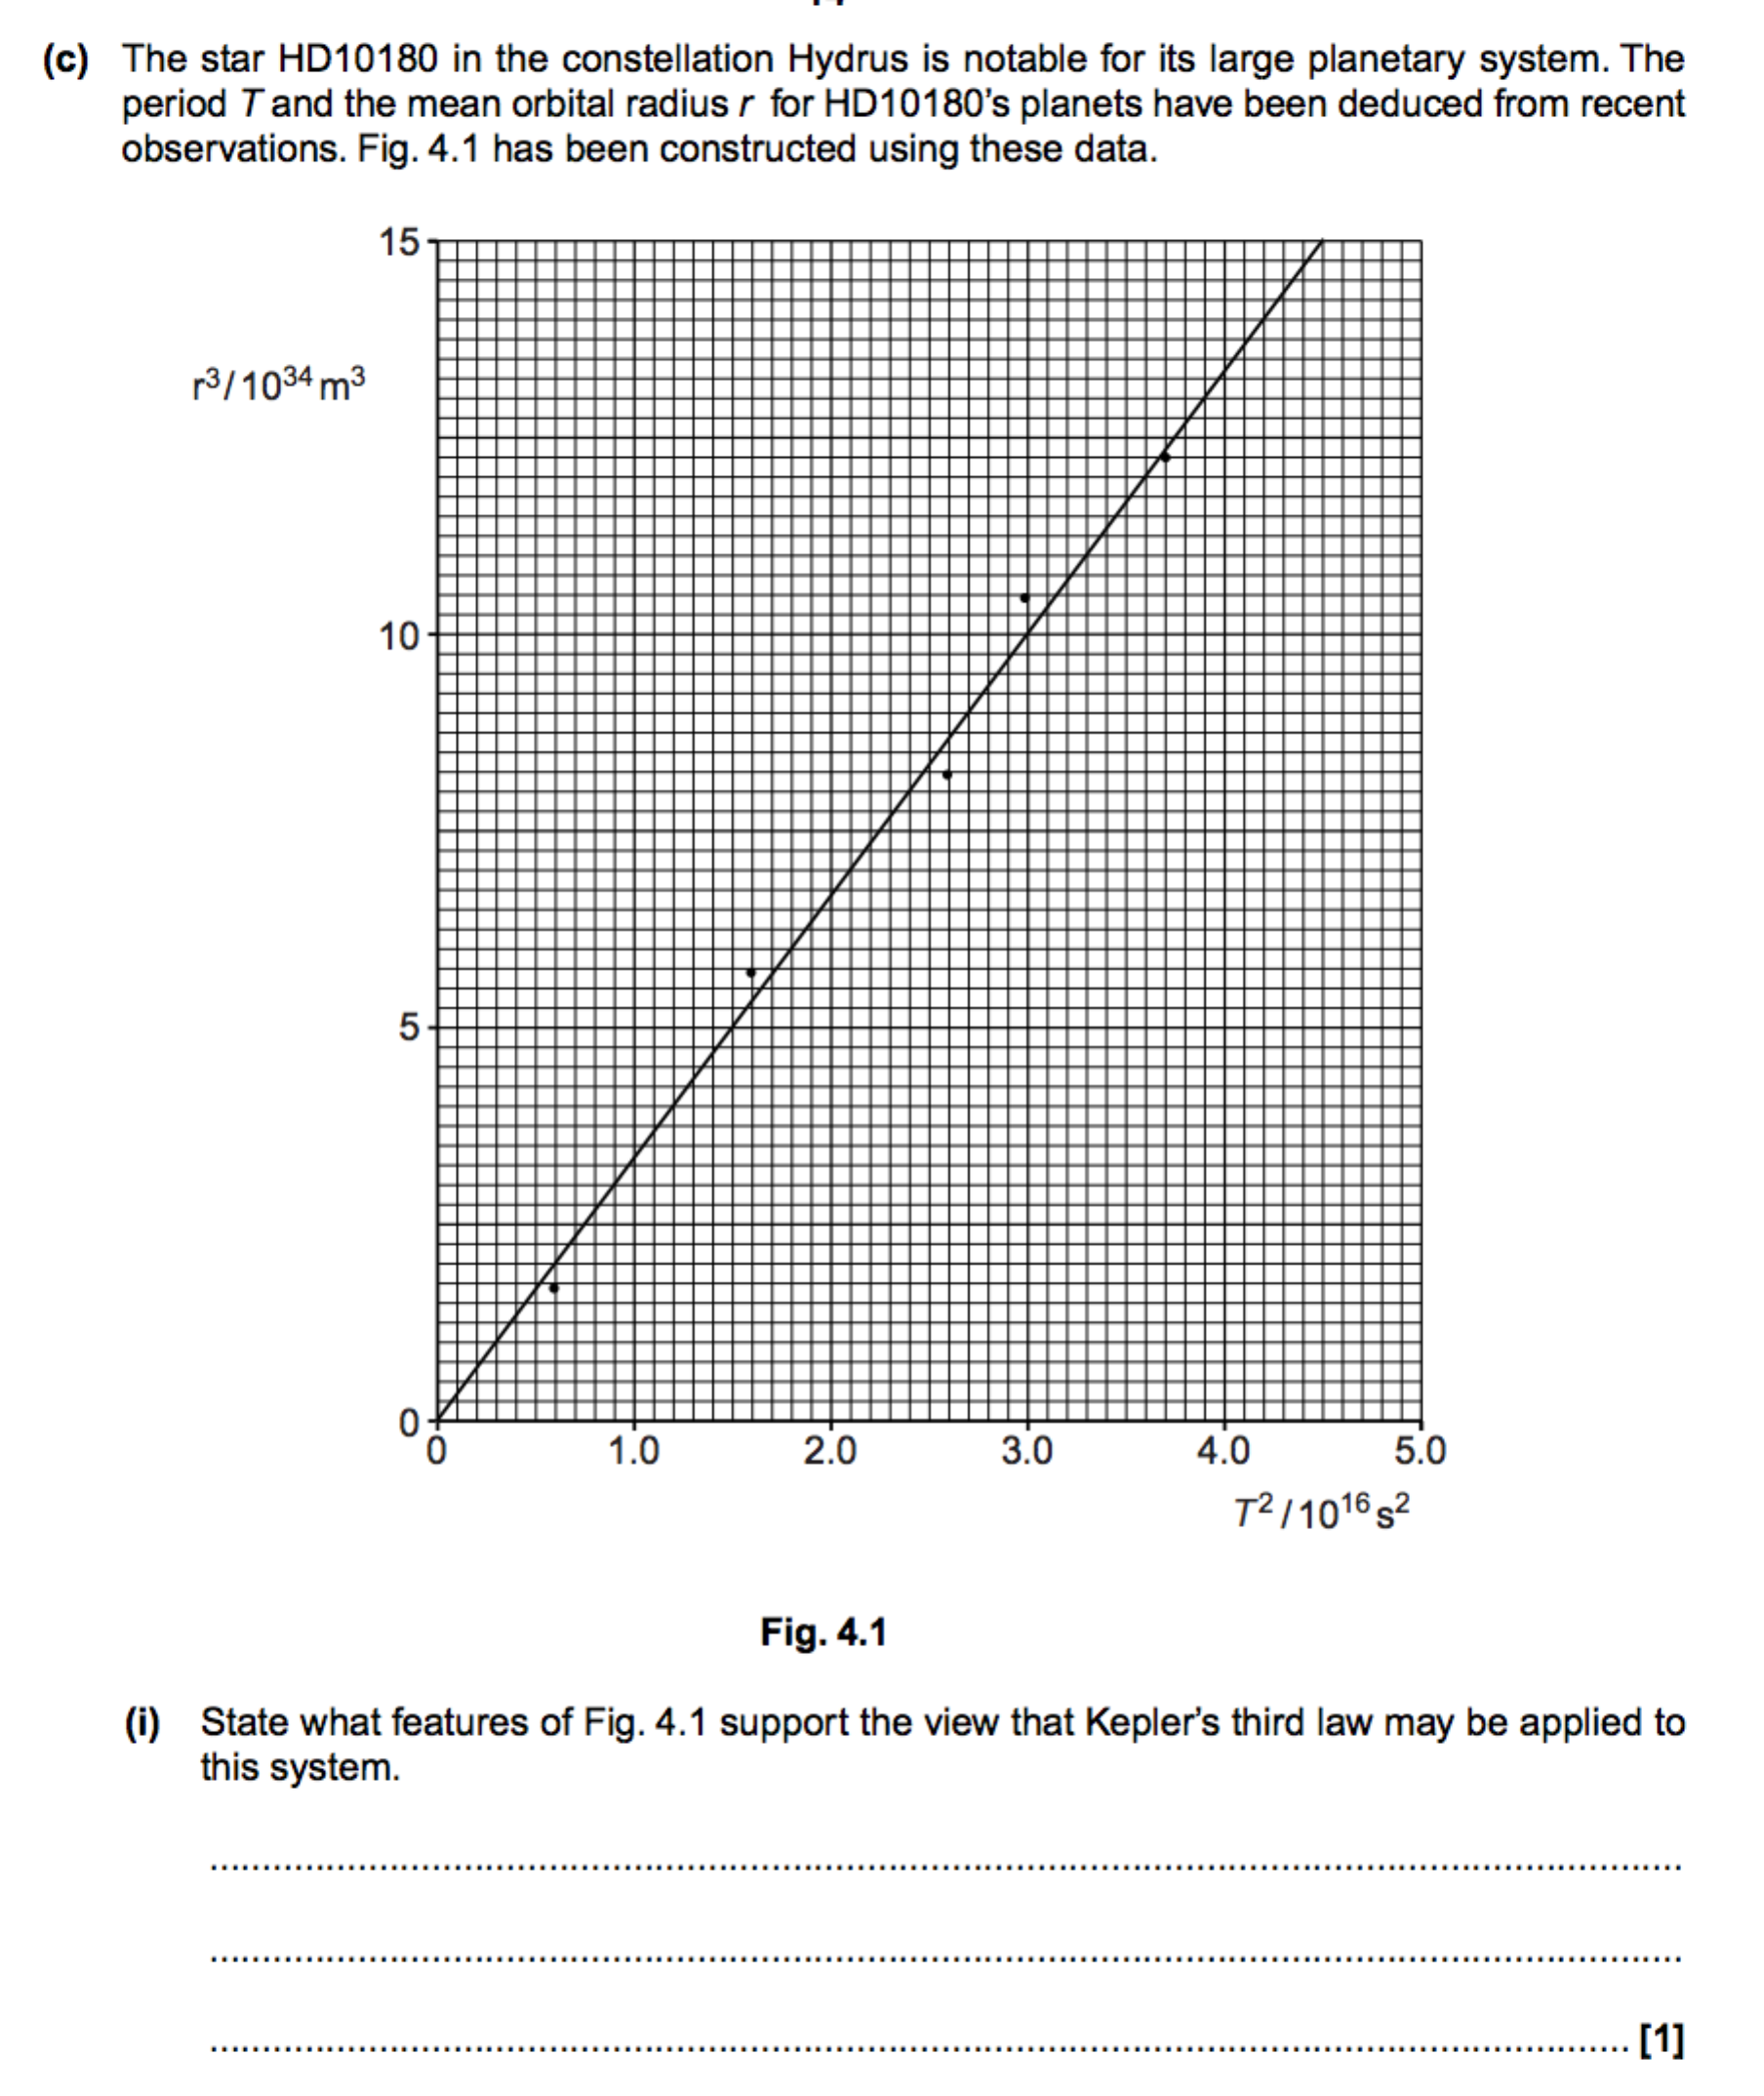 (c) The star HD10180 in the constellation Hydrus is notable for its large planetary system. The
period T and the mean orbital radius r for HD10180's planets have been deduced from recent
observations. Fig. 4.1 has been constructed using these data.
15
r³/10³⁴ m³
10
5
0
0 1.0 2.0 3.0 4.0 5.0
T²/10¹⁶ s²
Fig. 4.1
(i) State what features of Fig. 4.1 support the view that Kepler's third law may be applied to
this system.
[1]